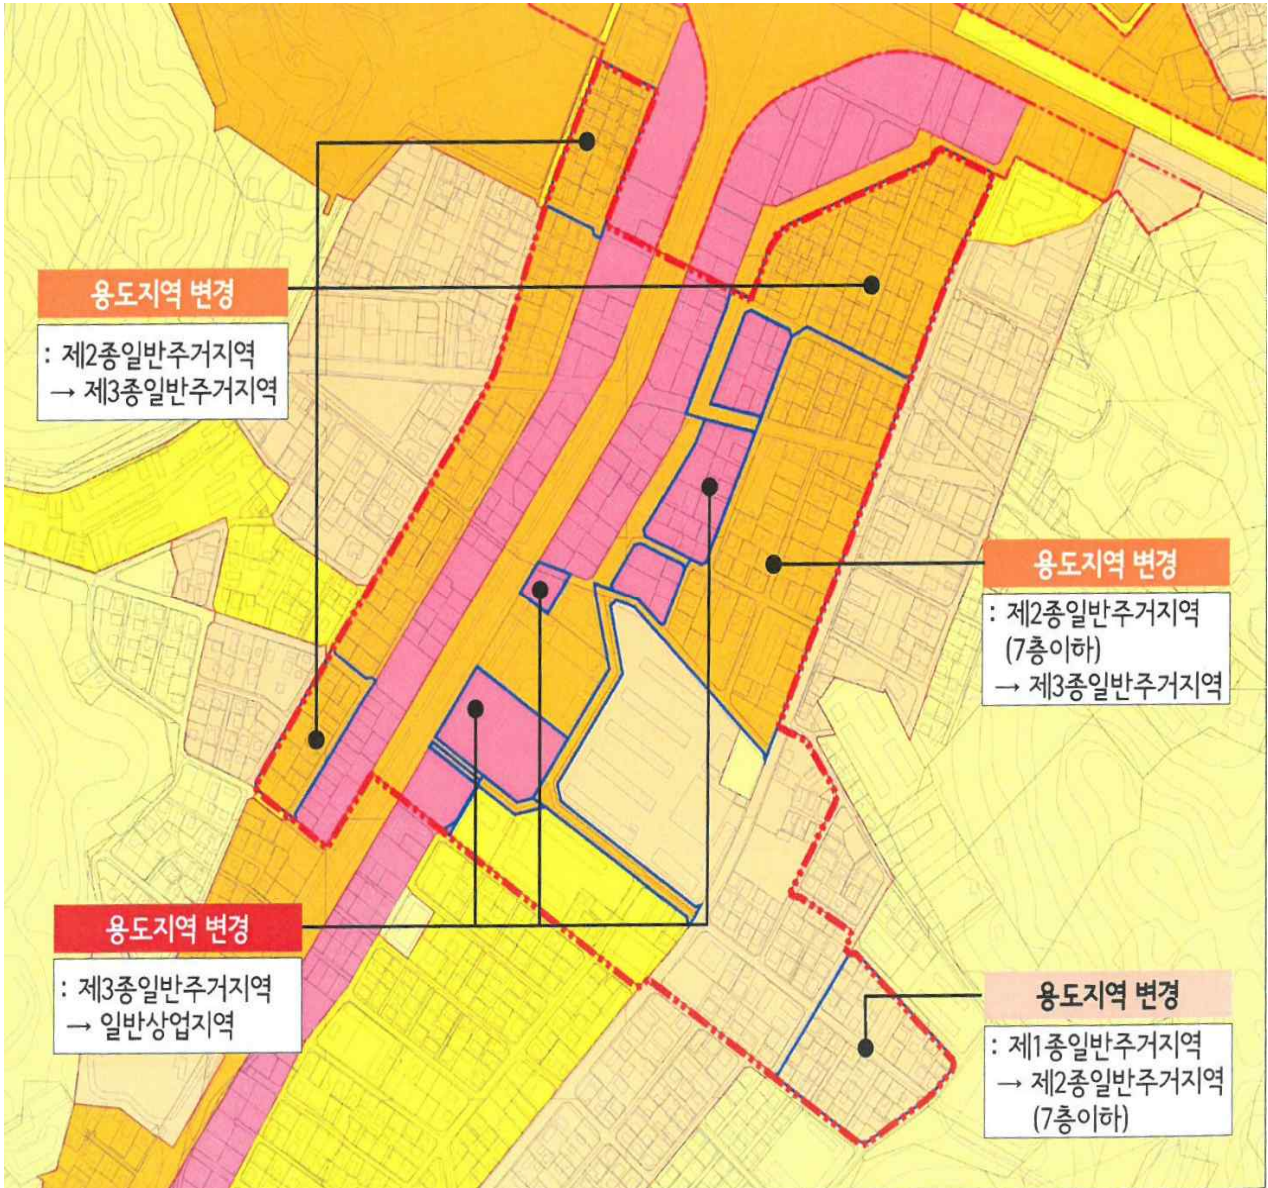 용도지역 변경
: 제2종일반주거지역
→ 제3종일반주거지역
용도지역 변경
: 제2종일반주거지역
(7층이하)
→ 제3종일반주거지역
용도지역 변경
: 제3종일반주거지역
→ 일반상업지역
용도지역 변경
: 제1종일반주거지역
→ 제2종일반주거지역
(7층이하)